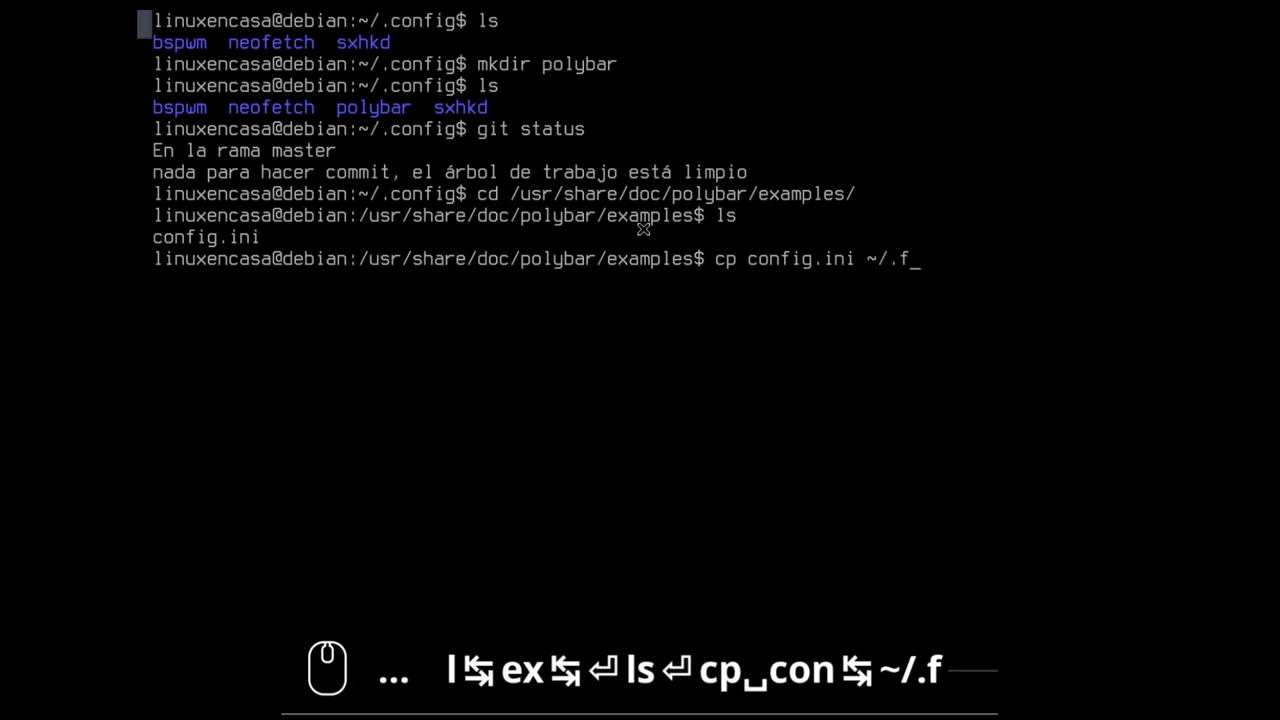 linuxencasa@debian:~/.config$ ls
bspwm  neofetch  sxhkd
linuxencasa@debian:~/.config$ mkdir polybar
linuxencasa@debian:~/.config$ ls
bspwm  neofetch  polybar  sxhkd
linuxencasa@debian:~/.config$ git status
En la rama master
nada para hacer commit, el árbol de trabajo está limpio
linuxencasa@debian:~/.config$ cd /usr/share/doc/polybar/examples/
linuxencasa@debian:/usr/share/doc/polybar/examples$ ls
config.ini
linuxencasa@debian:/usr/share/doc/polybar/examples$ cp config.ini ~/.f_
... l↹ex↹⏎ls⏎cp␣con↹~/.f